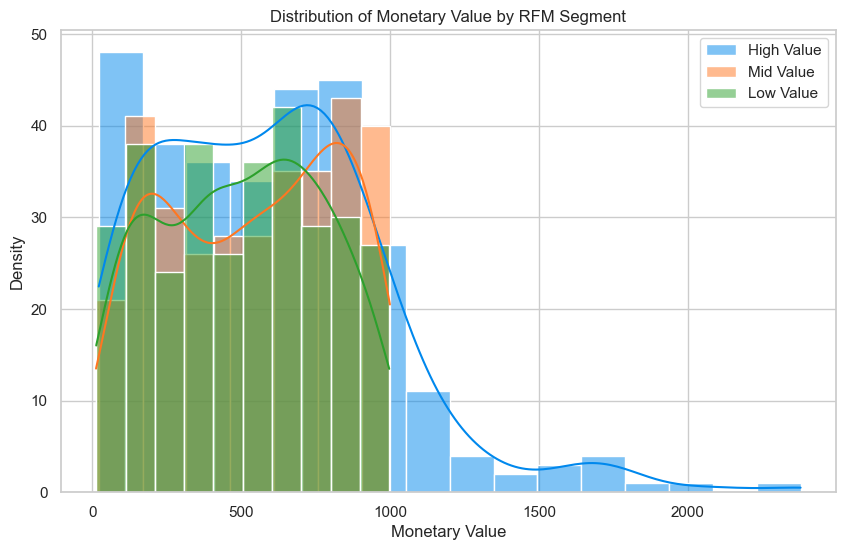 Distribution of Monetary Value by RFM Segment
High Value
Mid Value
Low Value
Density
50
40
30
20
10
0
0 500 1000 1500 2000
Monetary Value